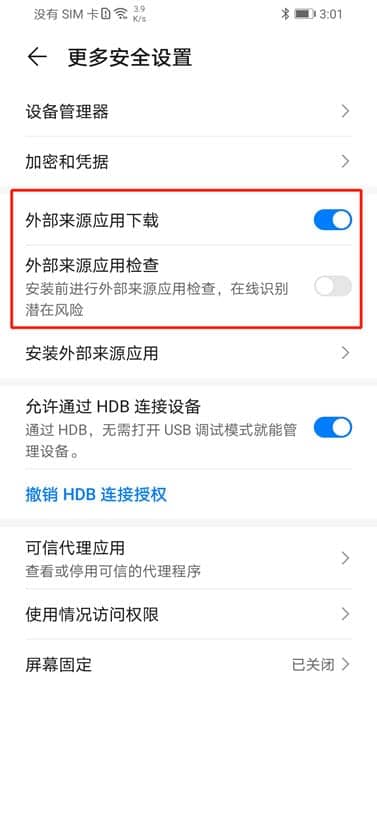 没有 SIM 卡 3.9 K/s 3:01
更多安全设置
设备管理器
加密和凭据
外部来源应用下载
外部来源应用检查
安装前进行外部来源应用检查，在线识别
潜在风险
安装外部来源应用
允许通过 HDB 连接设备
通过 HDB，无需打开 USB 调试模式就能管
理设备。
撤销 HDB 连接授权
可信代理应用
查看或停用可信的代理程序
使用情况访问权限
屏幕固定 已关闭